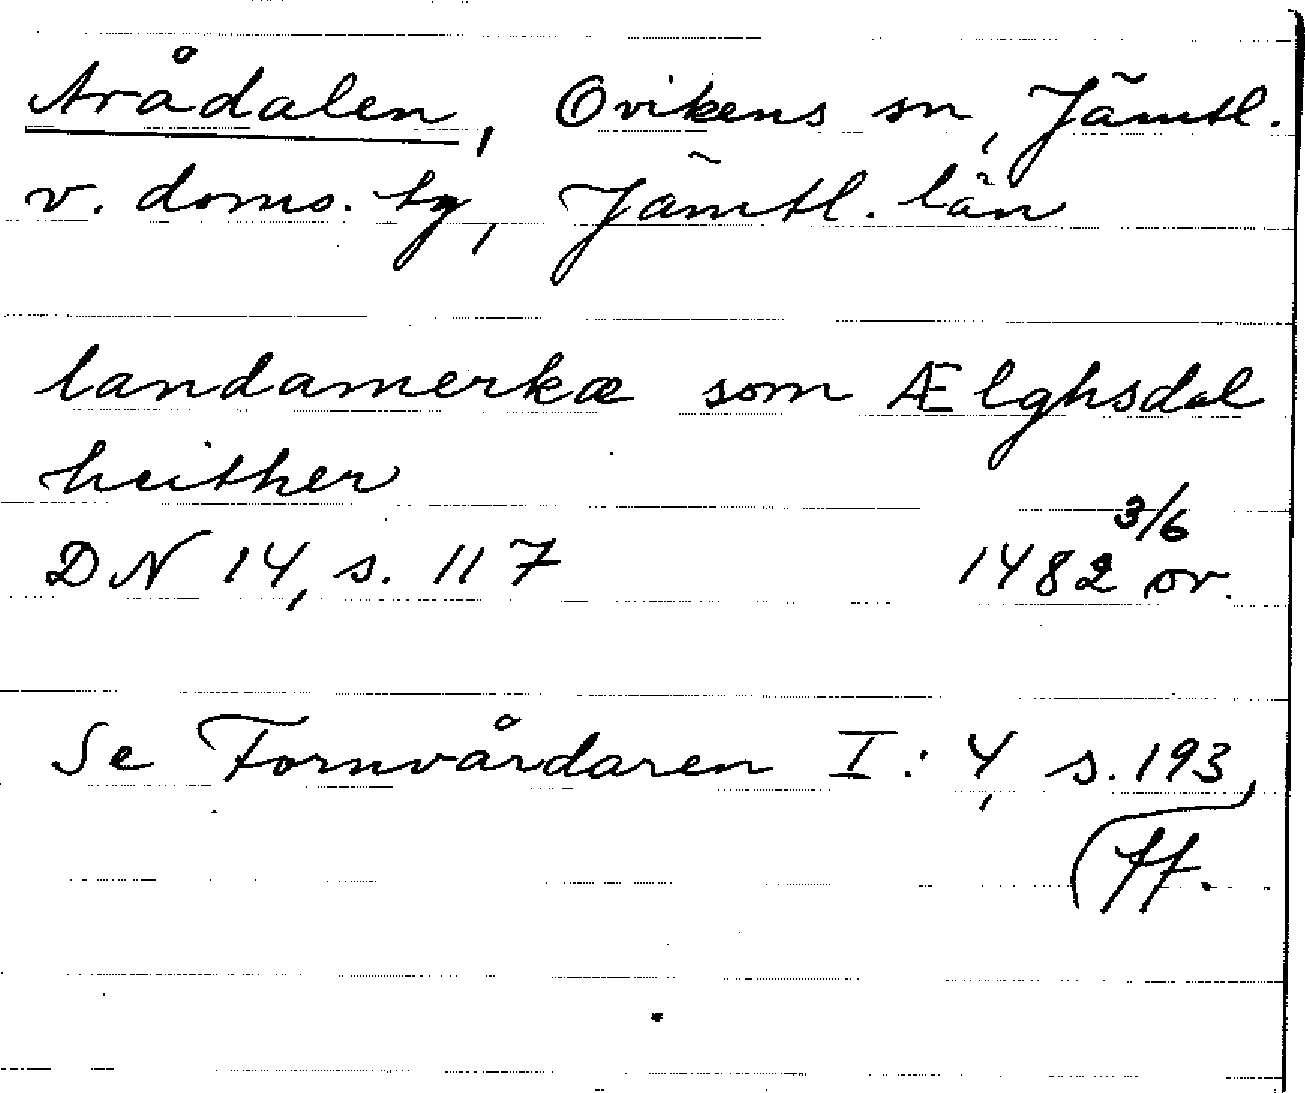 Arådalen, Ovikens sn, Jämtl.
v. doms. tg, Jämtl. län
landamerkæ som Ælghsdal
heither
DN 14, s. 117 1482 3/6 or.
Se Fornvårdaren I: 4, s. 193
ff.